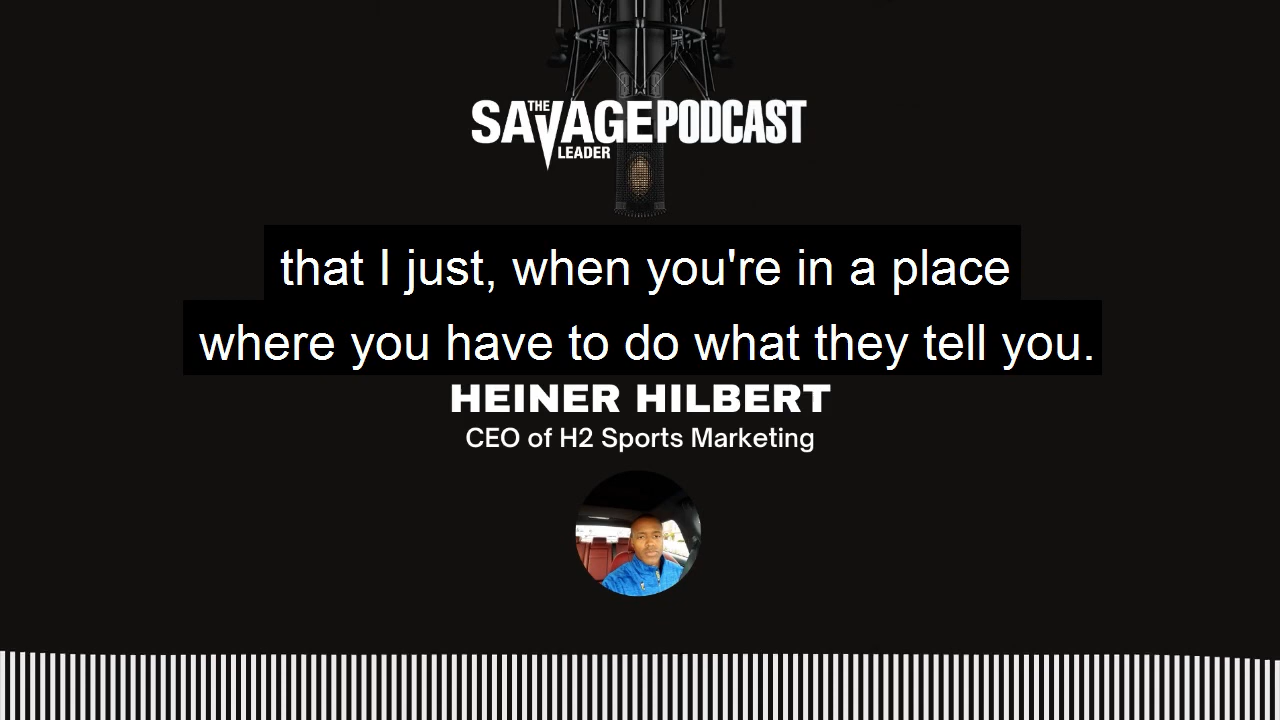 THE SAVAGE LEADER PODCAST
that I just, when you're in a place
where you have to do what they tell you.
HEINER HILBERT
CEO of H2 Sports Marketing